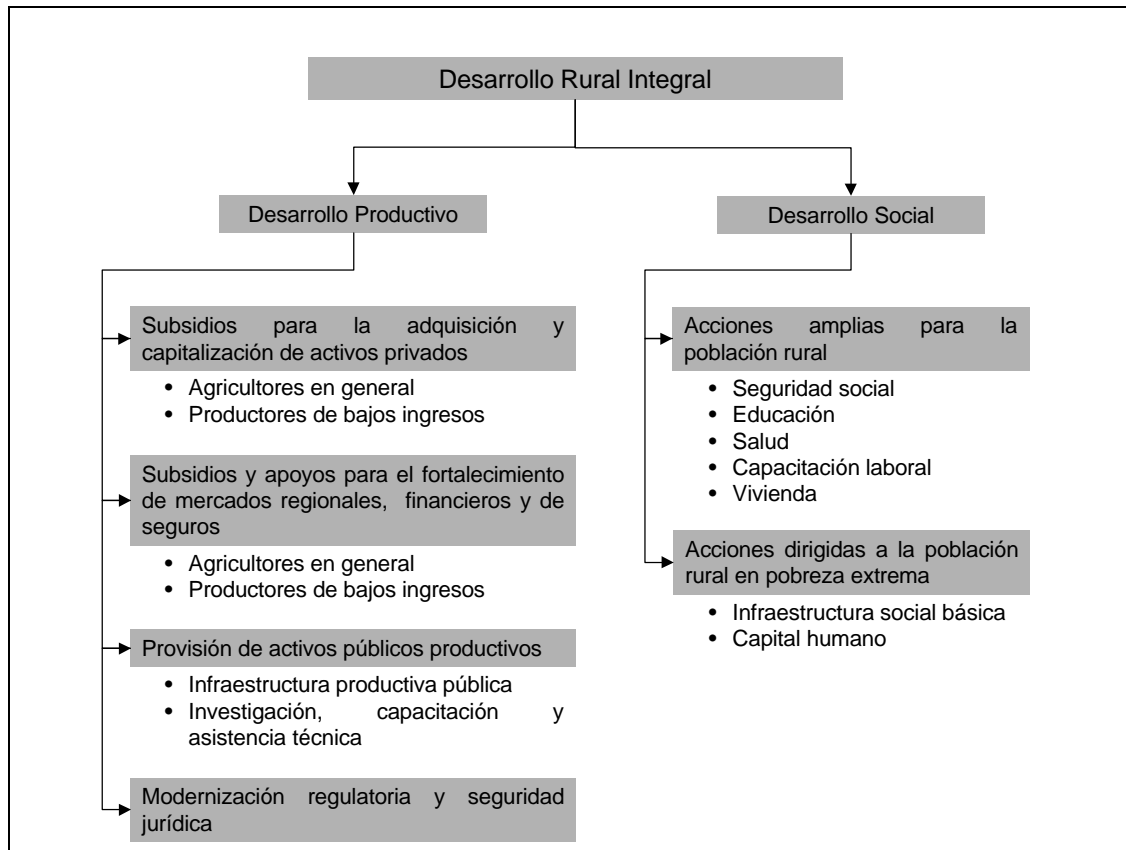 Desarrollo Rural Integral
Desarrollo Productivo
Subsidios para la adquisición y
capitalización de activos privados
• Agricultores en general
• Productores de bajos ingresos
Subsidios y apoyos para el fortalecimiento
de mercados regionales, financieros y de
seguros
• Agricultores en general
• Productores de bajos ingresos
Provisión de activos públicos productivos
• Infraestructura productiva pública
• Investigación, capacitación y
asistencia técnica
Modernización regulatoria y seguridad
jurídica
Desarrollo Social
Acciones amplias para la
población rural
• Seguridad social
• Educación
• Salud
• Capacitación laboral
• Vivienda
Acciones dirigidas a la población
rural en pobreza extrema
• Infraestructura social básica
• Capital humano